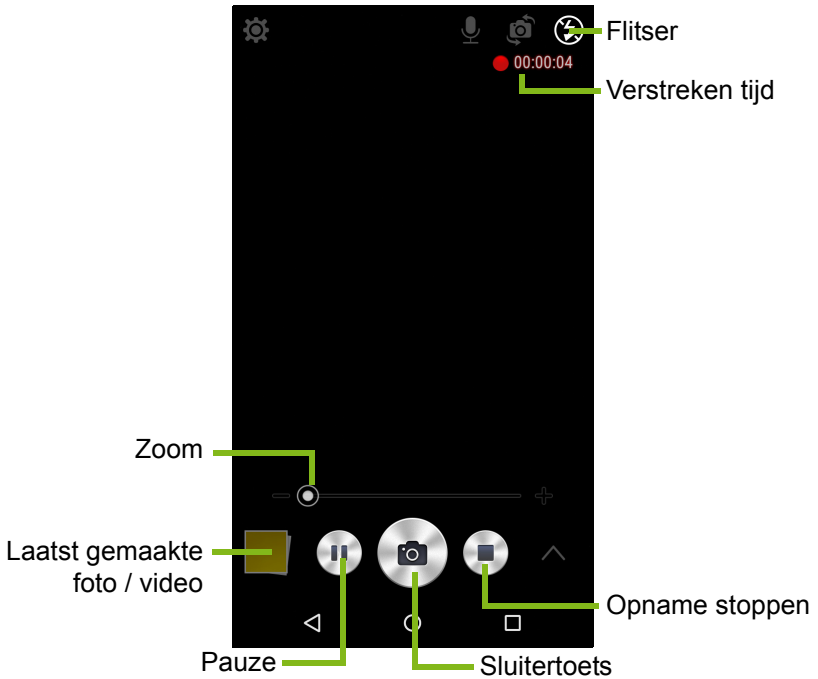 Flitser
00:00:04
Verstreken tijd
Zoom
Laatst gemaakte
foto / video
Opname stoppen
Pauze
Sluitertoets